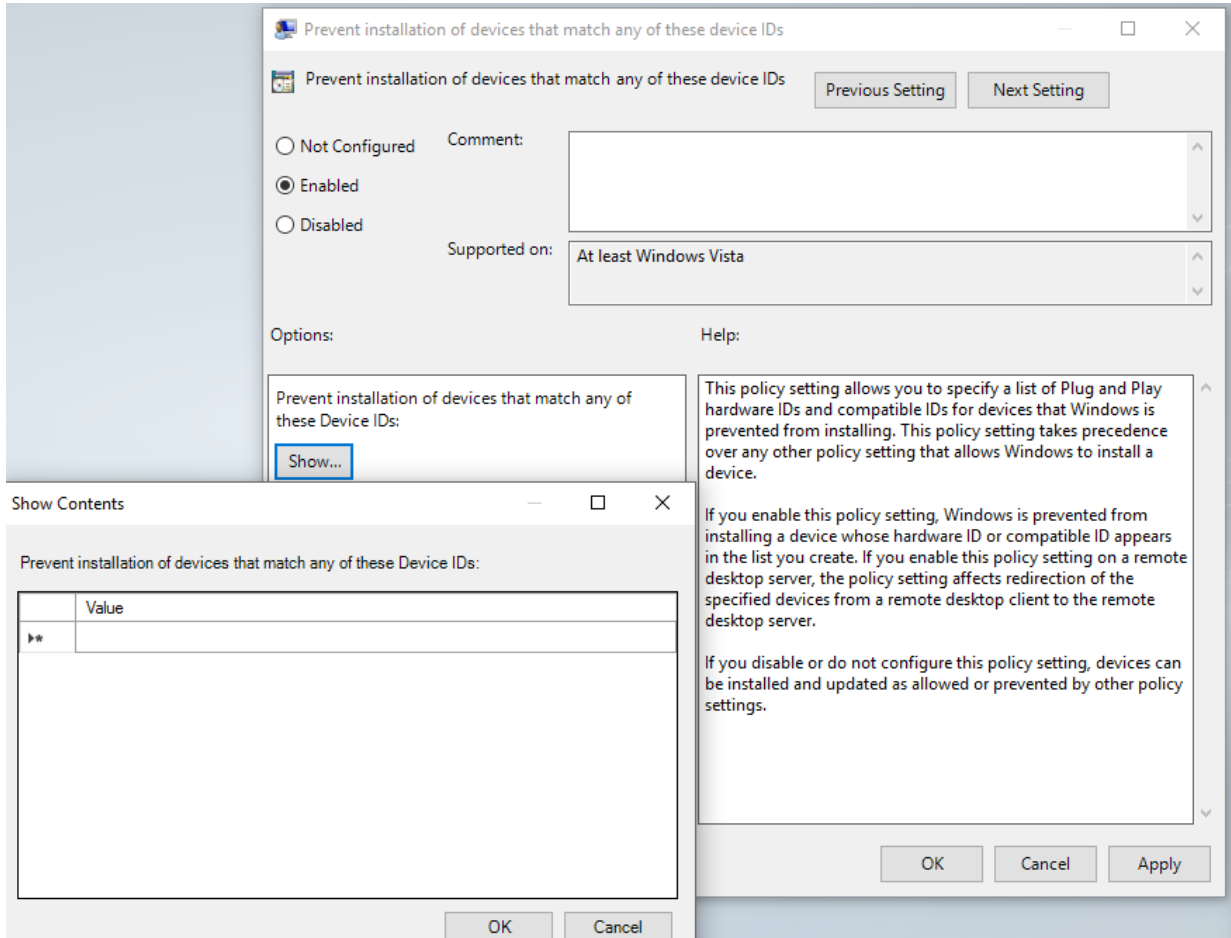 Prevent installation of devices that match any of these device IDs
Prevent installation of devices that match any of these device IDs
Previous Setting
Next Setting
Not Configured
Comment:
Enabled
Disabled
Supported on:
At least Windows Vista
Options:
Help:
Prevent installation of devices that match any of
these Device IDs:
Show...
This policy setting allows you to specify a list of Plug and Play
hardware IDs and compatible IDs for devices that Windows is
prevented from installing. This policy setting takes precedence
over any other policy setting that allows Windows to install a
device.
If you enable this policy setting, Windows is prevented from
installing a device whose hardware ID or compatible ID appears
in the list you create. If you enable this policy setting on a remote
desktop server, the policy setting affects redirection of the
specified devices from a remote desktop client to the remote
desktop server.
If you disable or do not configure this policy setting, devices can
be installed and updated as allowed or prevented by other policy
settings.
OK
Cancel
Apply
Show Contents
Prevent installation of devices that match any of these Device IDs:
Value
OK
Cancel